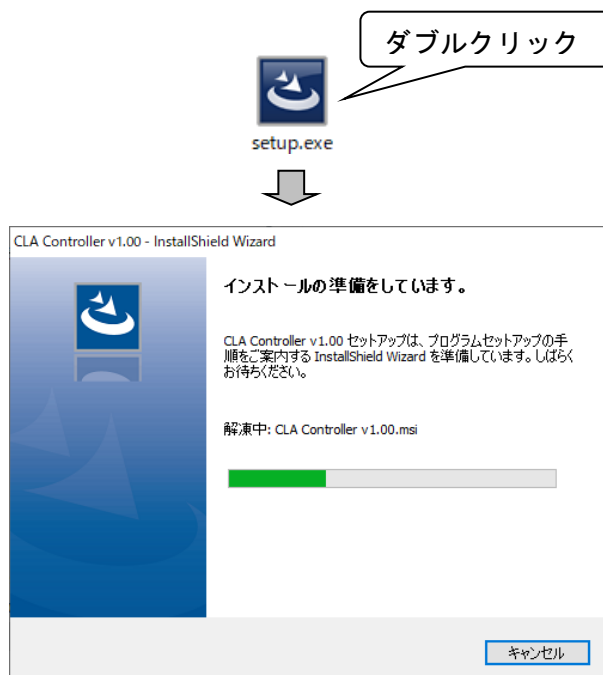 ダブルクリック
setup.exe
CLA Controller v1.00 - InstallShield Wizard
インストールの準備をしています。
CLA Controller v1.00 セットアップは、プログラムセットアップの手
順をご案内する InstallShield Wizard を準備しています。しばらく
お待ちください。
解凍中: CLA Controller v1.00.msi
キャンセル